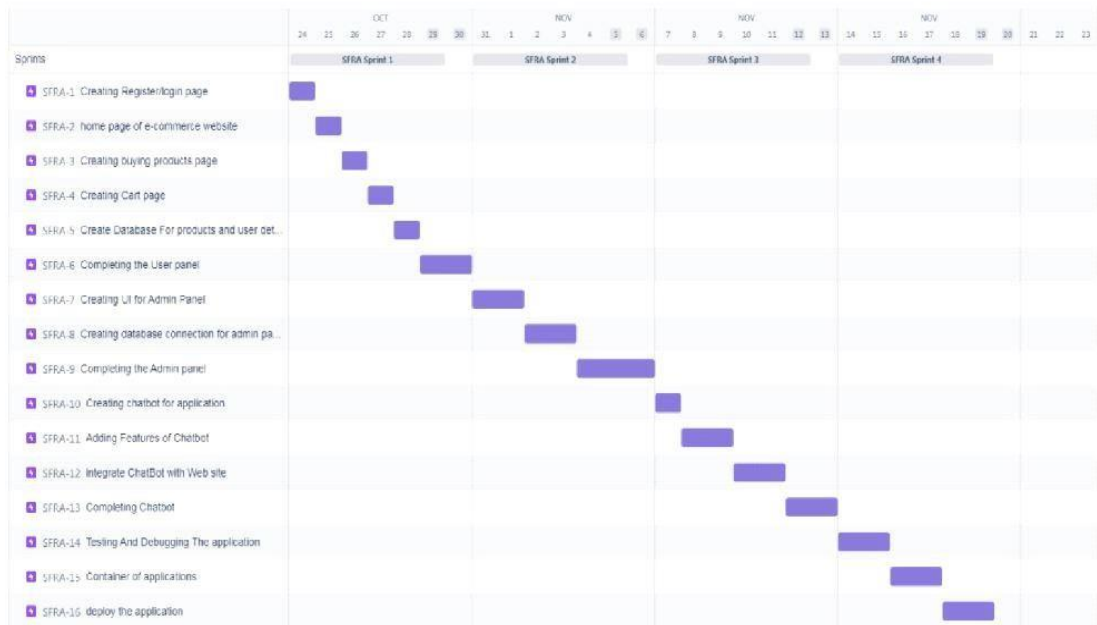 OCT NOV NOV NOV
24 25 26 27 28 29 30 31 1 2 3 4 5 6 7 8 9 10 11 12 13 14 15 16 17 18 19 20 21 22 23
Sprints SFRA Sprint 1 SFRA Sprint 2 SFRA Sprint 3 SFRA Sprint 4
SFRA-1 Creating Register/login page
SFRA-2 home page of e-commerce website
SFRA-3 Creating buying products page
SFRA-4 Creating Cart page
SFRA-5 Create Database For products and user det...
SFRA-6 Completing the User panel
SFRA-7 Creating UI for Admin Panel
SFRA-8 Creating database connection for admin pa...
SFRA-9 Completing the Admin panel
SFRA-10 Creating chatbot for application
SFRA-11 Adding Features of Chatbot
SFRA-12 Integrate ChatBot with Web site
SFRA-13 Completing Chatbot
SFRA-14 Testing And Debugging The application
SFRA-15 Container of applications
SFRA-16 deploy the application